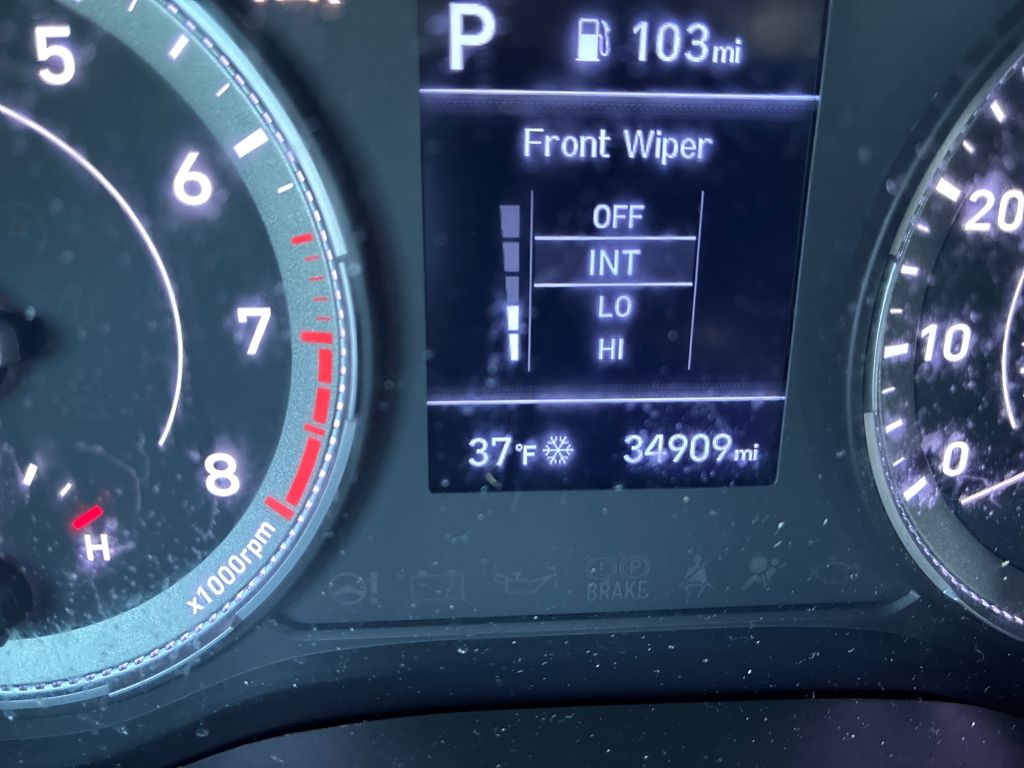 P 103mi
Front Wiper
OFF
INT
LO
HI
37°F 34909mi
5
6
7
8
H
x1000rpm
20
10
0
BRAKE